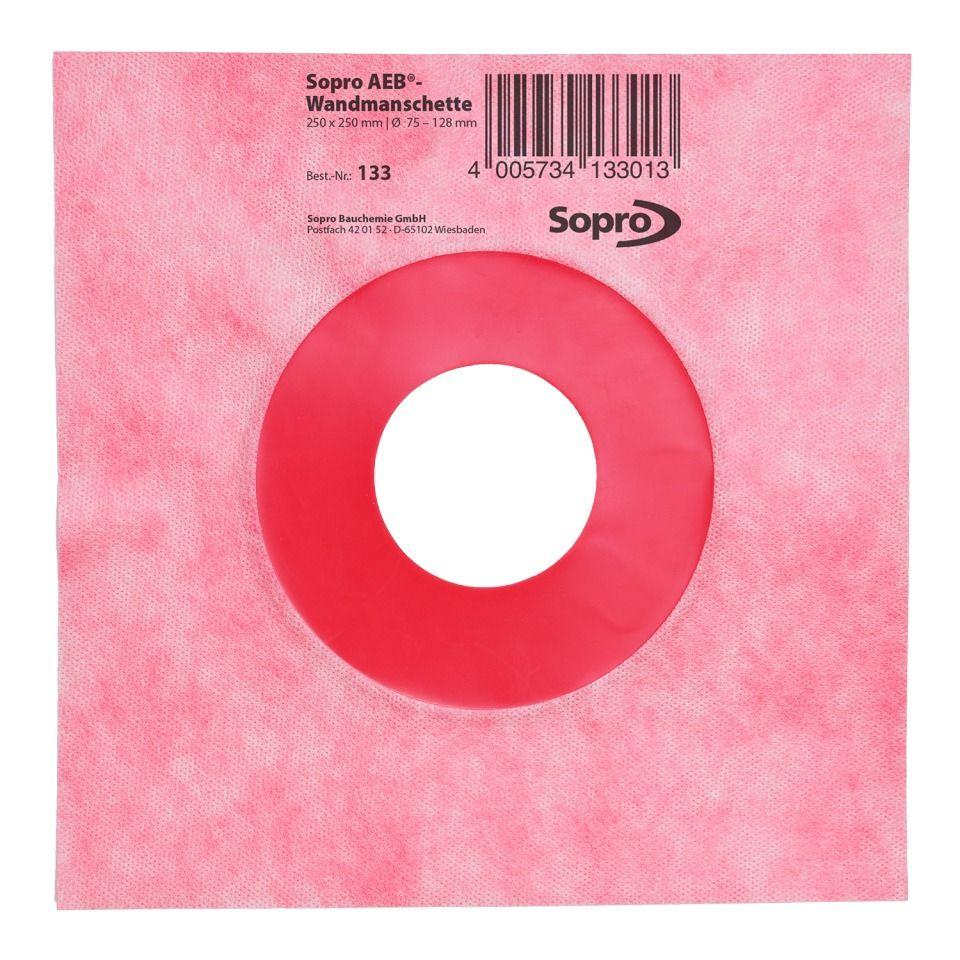 Sopro AEB®-
Wandmanschette
250 x 250 mm | Ø 75 – 128 mm
Best.-Nr.: 133
4 005734 133013
Sopro Bauchemie GmbH
Postfach 42 01 52 · D-65102 Wiesbaden
Sopro